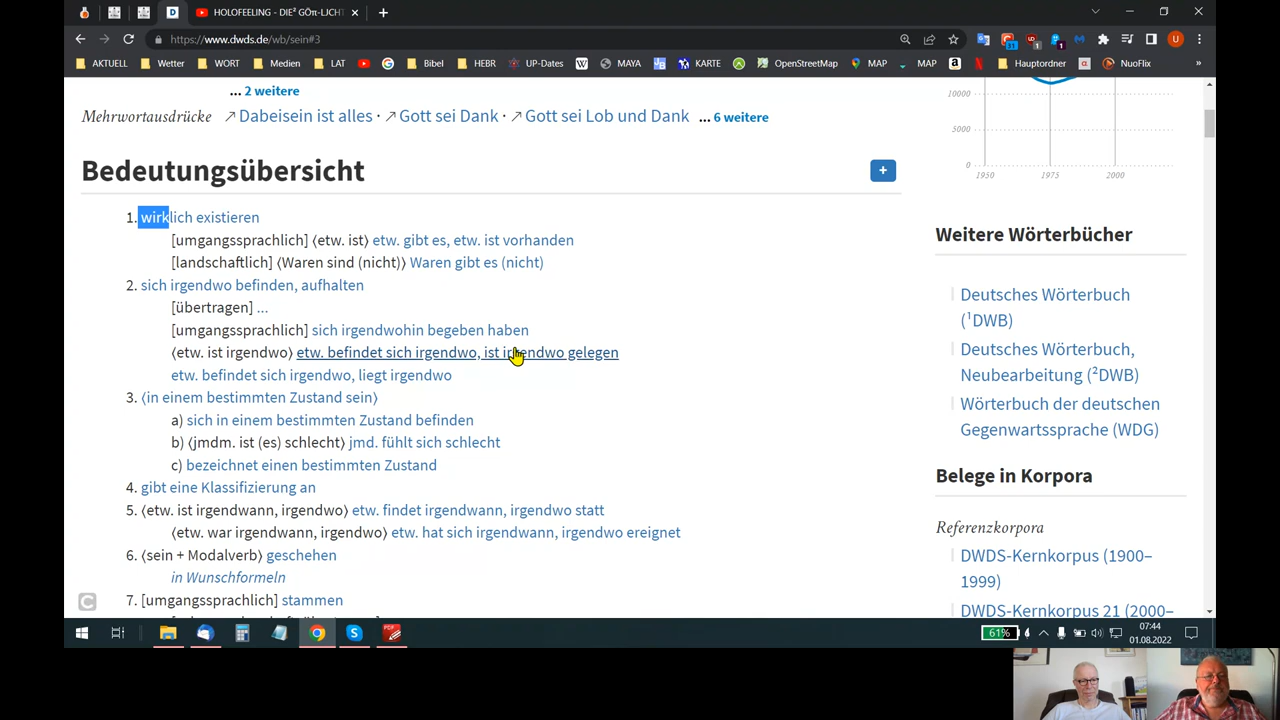 HOLOFEELING - DIE² GÖπ-LJCHT
https://www.dwds.de/wb/sein#3
AKTUELL Wetter WORT Medien LAT Bibel HEBR UP-Dates MAYA KARTE OpenStreetMap MAP MAP Hauptordner NuoFlix »
... 2 weitere
Mehrwortausdrücke ↗ Dabeisein ist alles · ↗ Gott sei Dank · ↗ Gott sei Lob und Dank ... 6 weitere
Bedeutungsübersicht
+
1. wirklich existieren
[umgangssprachlich] ⟨etw. ist⟩ etw. gibt es, etw. ist vorhanden
[landschaftlich] ⟨Waren sind (nicht)⟩ Waren gibt es (nicht)
2. sich irgendwo befinden, aufhalten
[übertragen] ...
[umgangssprachlich] sich irgendwohin begeben haben
⟨etw. ist irgendwo⟩ etw. befindet sich irgendwo, ist irgendwo gelegen
etw. befindet sich irgendwo, liegt irgendwo
3. ⟨in einem bestimmten Zustand sein⟩
a) sich in einem bestimmten Zustand befinden
b) ⟨jmdm. ist (es) schlecht⟩ jmd. fühlt sich schlecht
c) bezeichnet einen bestimmten Zustand
4. gibt eine Klassifizierung an
5. ⟨etw. ist irgendwann, irgendwo⟩ etw. findet irgendwann, irgendwo statt
⟨etw. war irgendwann, irgendwo⟩ etw. hat sich irgendwann, irgendwo ereignet
6. ⟨sein + Modalverb⟩ geschehen
in Wunschformeln
7. [umgangssprachlich] stammen
10000
5000
0
1950 1975 2000
Weitere Wörterbücher
Deutsches Wörterbuch
(¹DWB)
Deutsches Wörterbuch,
Neubearbeitung (²DWB)
Wörterbuch der deutschen
Gegenwartssprache (WDG)
Belege in Korpora
Referenzkorpora
DWDS-Kernkorpus (1900–
1999)
DWDS-Kernkorpus 21 (2000–
61%
07:44
01.08.2022